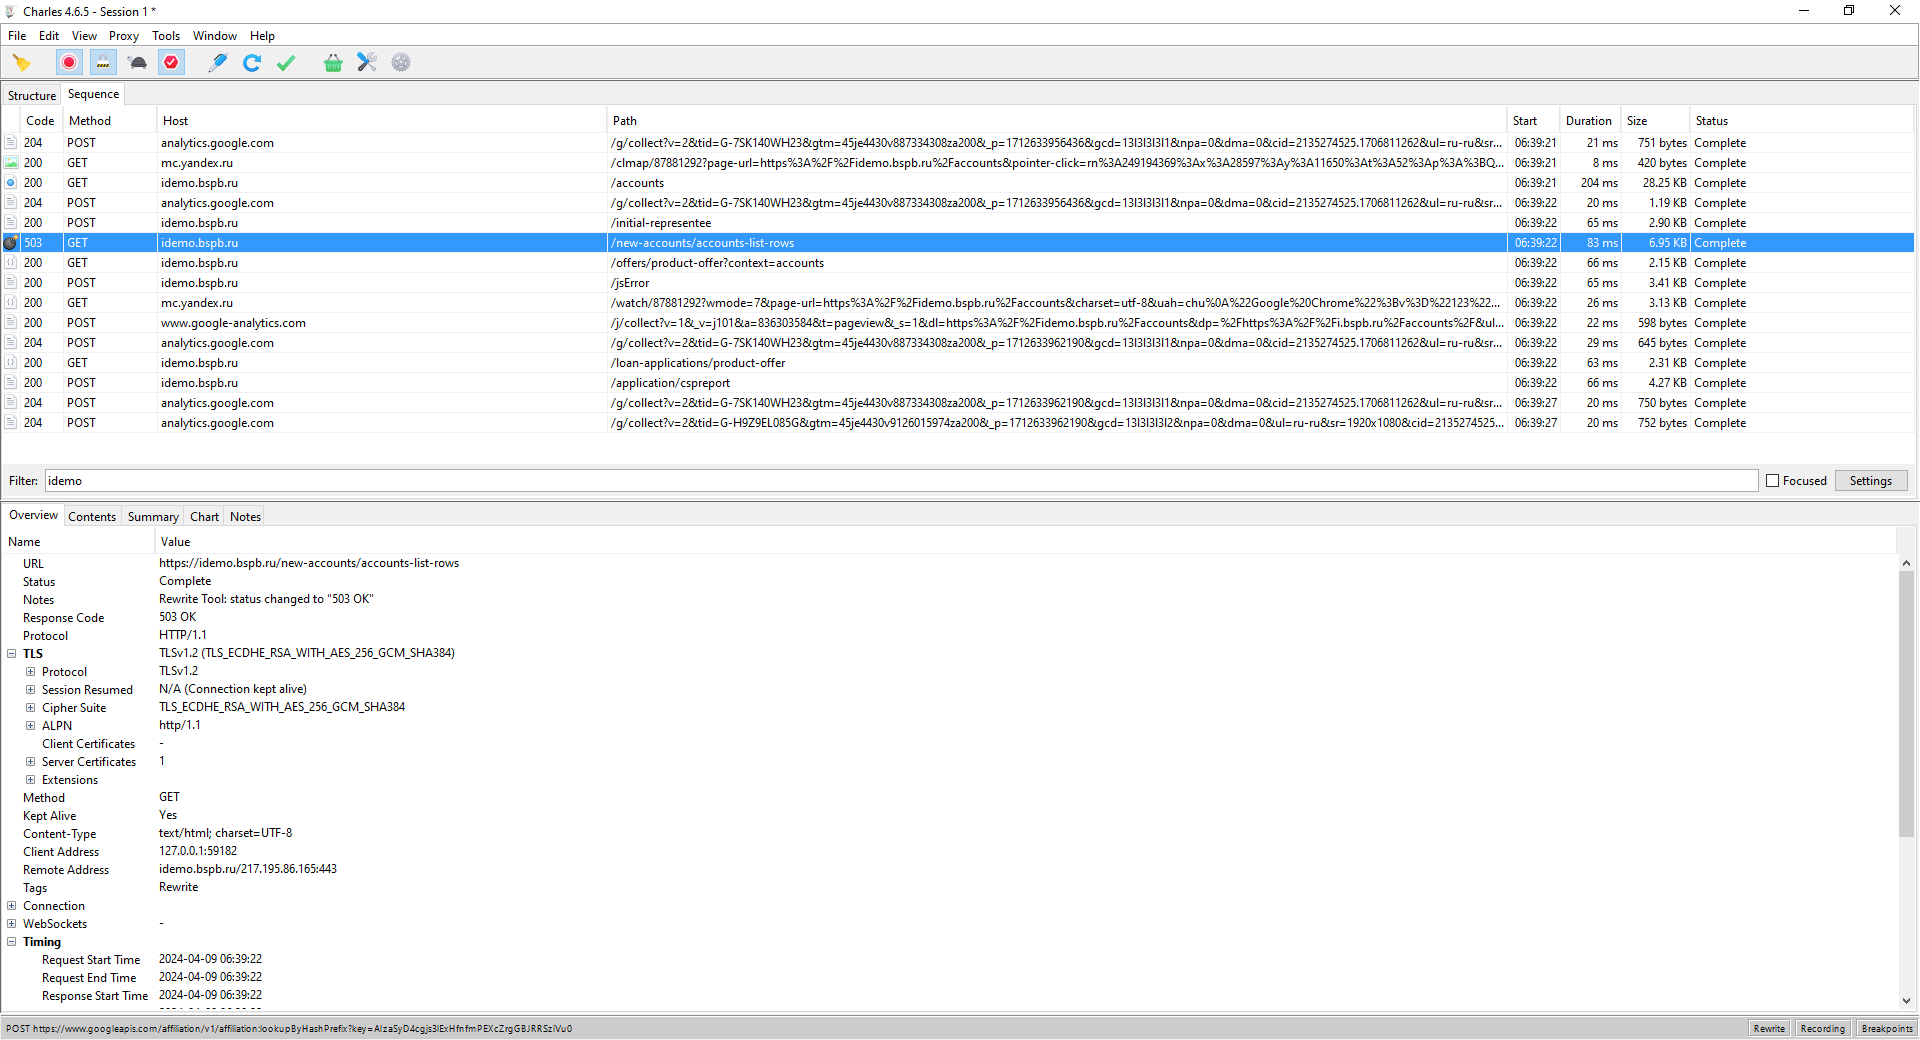 Charles 4.6.5 - Session 1 *
File Edit View Proxy Tools Window Help
Structure Sequence
Code Method Host Path Start Duration Size Status
204 POST analytics.google.com /g/collect?v=2&tid=G-7SK140WH23&gtm=45je4430v887334308za200&_p=1712633956436&gcd=13l3l3l3l1&npa=0&dma=0&cid=2135274525.1706811262&ul=ru-ru&sr... 06:39:21 21 ms 751 bytes Complete
200 GET mc.yandex.ru /clmap/87881292?page-url=https%3A%2F%2Fidemo.bspb.ru%2Faccounts&pointer-click=rn%3A249194369%3Ax%3A28597%3Ay%3A11650%3At%3A52%3Ap%3A%3BQ... 06:39:21 8 ms 420 bytes Complete
200 GET idemo.bspb.ru /accounts 06:39:21 204 ms 28.25 KB Complete
204 POST analytics.google.com /g/collect?v=2&tid=G-7SK140WH23&gtm=45je4430v887334308za200&_p=1712633956436&gcd=13l3l3l3l1&npa=0&dma=0&cid=2135274525.1706811262&ul=ru-ru&sr... 06:39:22 20 ms 1.19 KB Complete
200 POST idemo.bspb.ru /initial-representee 06:39:22 65 ms 2.90 KB Complete
503 GET idemo.bspb.ru /new-accounts/accounts-list-rows 06:39:22 83 ms 6.95 KB Complete
200 GET idemo.bspb.ru /offers/product-offer?context=accounts 06:39:22 66 ms 2.15 KB Complete
200 POST idemo.bspb.ru /jsError 06:39:22 65 ms 3.41 KB Complete
200 GET mc.yandex.ru /watch/87881292?wmode=7&page-url=https%3A%2F%2Fidemo.bspb.ru%2Faccounts&charset=utf-8&uah=chu%0A%22Google%20Chrome%22%3Bv%3D%22123%22... 06:39:22 26 ms 3.13 KB Complete
200 POST www.google-analytics.com /j/collect?v=1&_v=j101&a=836303584&t=pageview&_s=1&dl=https%3A%2F%2Fidemo.bspb.ru%2Faccounts&dp=%2Fhttps%3A%2F%2Fi.bspb.ru%2Faccounts%2F&ul... 06:39:22 22 ms 598 bytes Complete
204 POST analytics.google.com /g/collect?v=2&tid=G-7SK140WH23&gtm=45je4430v887334308za200&_p=1712633962190&gcd=13l3l3l3l1&npa=0&dma=0&cid=2135274525.1706811262&ul=ru-ru&sr... 06:39:22 29 ms 645 bytes Complete
200 GET idemo.bspb.ru /loan-applications/product-offer 06:39:22 63 ms 2.31 KB Complete
200 POST idemo.bspb.ru /application/cspreport 06:39:22 66 ms 4.27 KB Complete
204 POST analytics.google.com /g/collect?v=2&tid=G-7SK140WH23&gtm=45je4430v887334308za200&_p=1712633962190&gcd=13l3l3l3l1&npa=0&dma=0&cid=2135274525.1706811262&ul=ru-ru&sr... 06:39:27 20 ms 750 bytes Complete
204 POST analytics.google.com /g/collect?v=2&tid=G-H9Z9EL085G&gtm=45je4430v9126015974za200&_p=1712633962190&gcd=13l3l3l3l2&npa=0&dma=0&ul=ru-ru&sr=1920x1080&cid=2135274525... 06:39:27 20 ms 752 bytes Complete
Filter: idemo Focused Settings
Overview Contents Summary Chart Notes
Name Value
URL https://idemo.bspb.ru/new-accounts/accounts-list-rows
Status Complete
Notes Rewrite Tool: status changed to "503 OK"
Response Code 503 OK
Protocol HTTP/1.1
TLS TLSv1.2 (TLS_ECDHE_RSA_WITH_AES_256_GCM_SHA384)
Protocol TLSv1.2
Session Resumed N/A (Connection kept alive)
Cipher Suite TLS_ECDHE_RSA_WITH_AES_256_GCM_SHA384
ALPN http/1.1
Client Certificates -
Server Certificates 1
Extensions
Method GET
Kept Alive Yes
Content-Type text/html; charset=UTF-8
Client Address 127.0.0.1:59182
Remote Address idemo.bspb.ru/217.195.86.165:443
Tags Rewrite
Connection
WebSockets -
Timing
Request Start Time 2024-04-09 06:39:22
Request End Time 2024-04-09 06:39:22
Response Start Time 2024-04-09 06:39:22
POST https://www.googleapis.com/affiliation/v1/affiliation:lookupByHashPrefix?key=AIzaSyD4cgjs3lExHfnfmPEXcZrgGBJRRSziVu0 Rewrite Recording Breakpoints